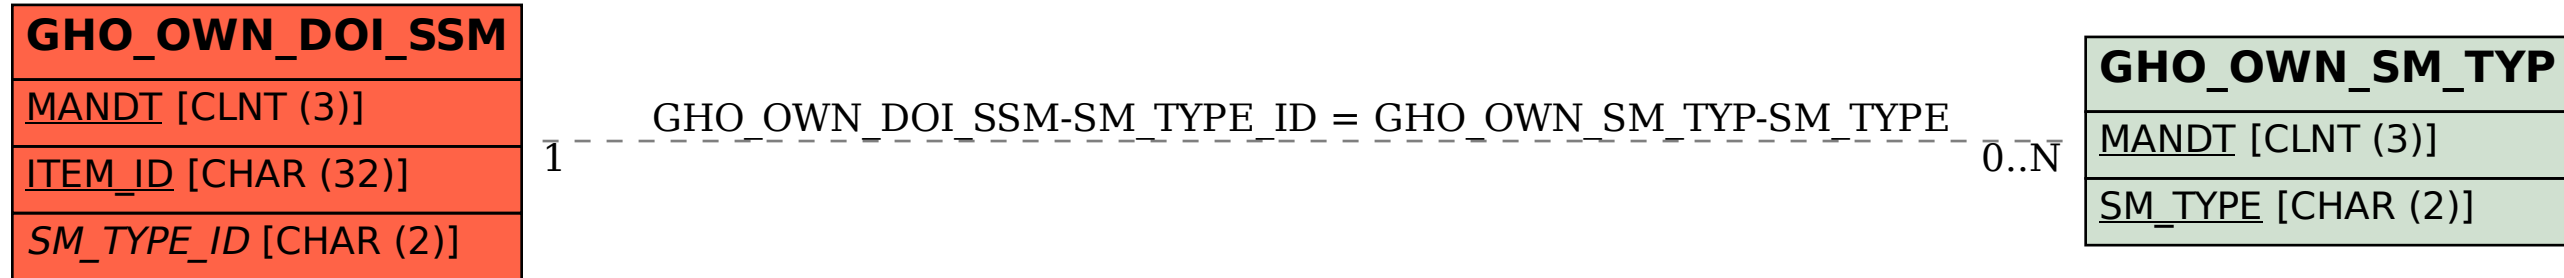 GHO_OWN_DOI_SSM
MANDT [CLNT (3)]
ITEM_ID [CHAR (32)]
SM_TYPE_ID [CHAR (2)]
GHO_OWN_DOI_SSM-SM_TYPE_ID = GHO_OWN_SM_TYP-SM_TYPE
1
0..N
GHO_OWN_SM_TYP
MANDT [CLNT (3)]
SM_TYPE [CHAR (2)]